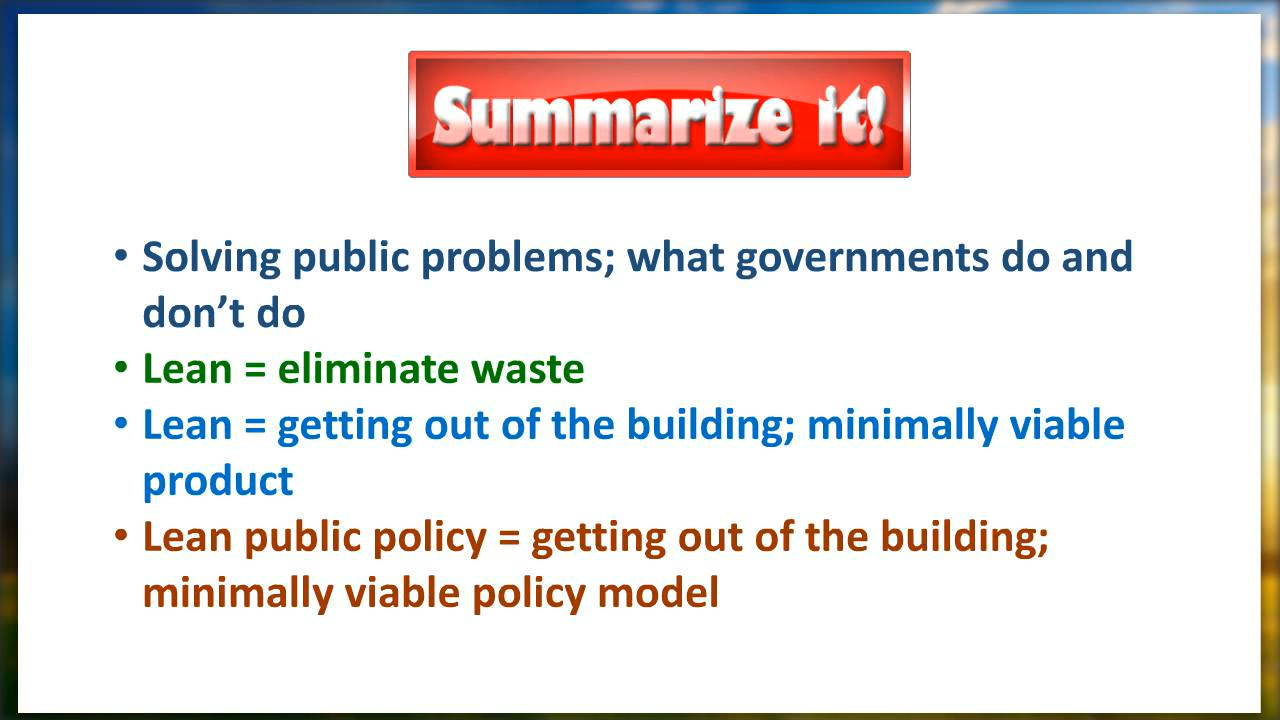 Summarize it!
• Solving public problems; what governments do and
don’t do
• Lean = eliminate waste
• Lean = getting out of the building; minimally viable
product
• Lean public policy = getting out of the building;
minimally viable policy model